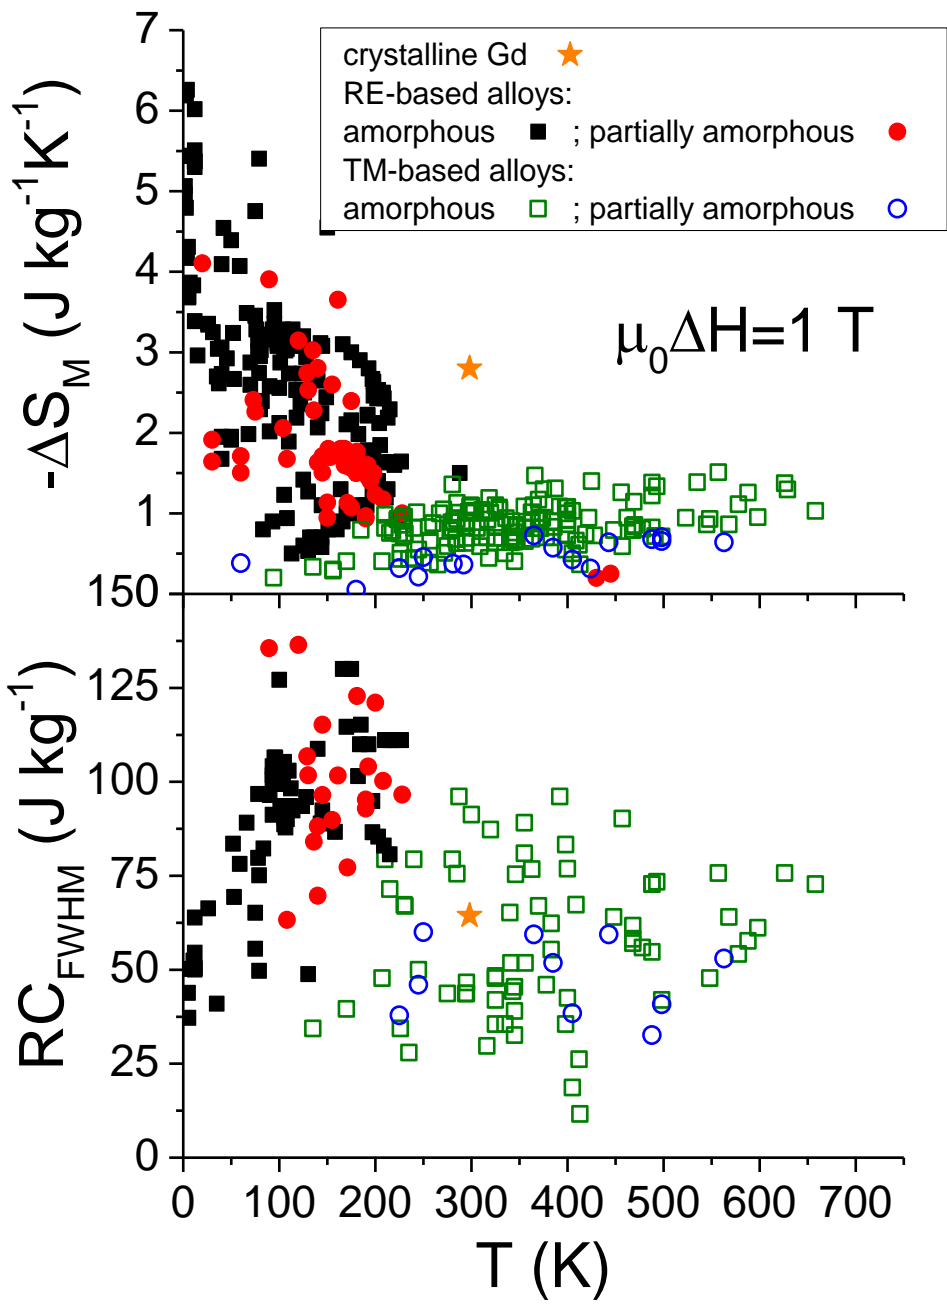 7
6
5
4
3
2
1
-ΔS_M (J kg⁻¹K⁻¹)
crystalline Gd ★
RE-based alloys:
amorphous ■ ; partially amorphous ●
TM-based alloys:
amorphous □ ; partially amorphous ○
μ₀ΔH=1 T
150
125
100
75
50
25
0
RC_FWHM (J kg⁻¹)
0 100 200 300 400 500 600 700
T (K)